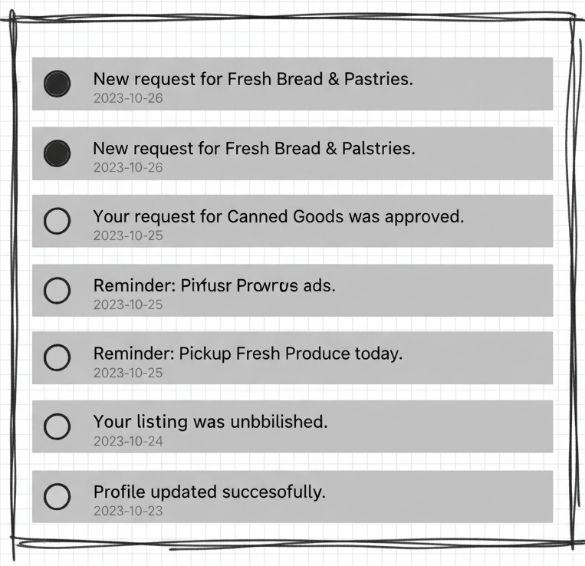 New request for Fresh Bread & Pastries.
2023-10-26
New request for Fresh Bread & Palstries.
2023-10-26
Your request for Canned Goods was approved.
2023-10-25
Reminder: ads.
2023-10-25
Reminder: Pickup Fresh Produce today.
2023-10-25
Your listing was unbbilished.
2023-10-24
Profile updated succesofully.
2023-10-23